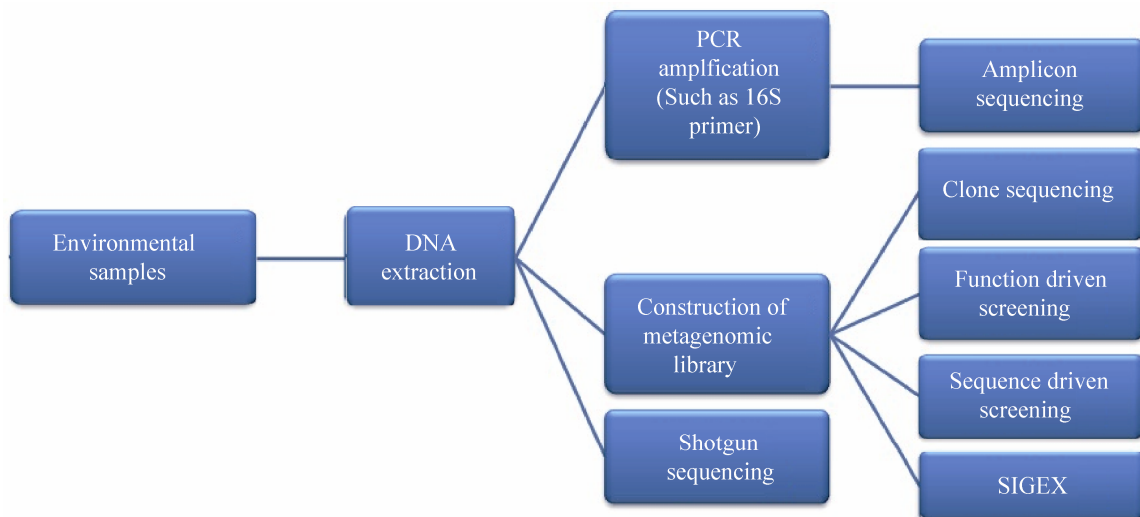 Environmental
samples
DNA
extraction
PCR
amplfication
(Such as 16S
primer)
Construction of
metagenomic
library
Shotgun
sequencing
Amplicon
sequencing
Clone sequencing
Function driven
screening
Sequence driven
screening
SIGEX